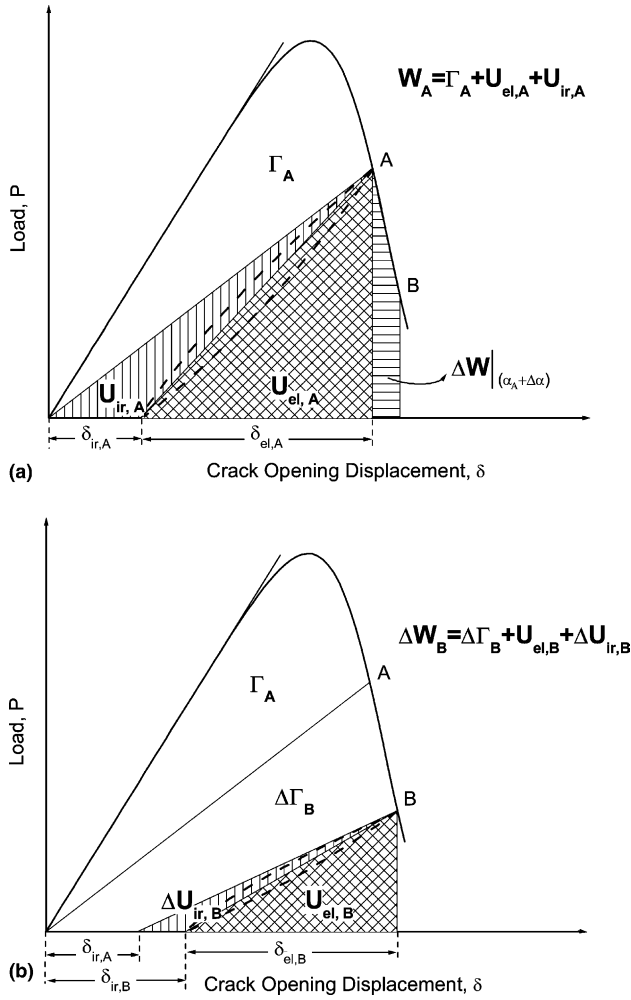 W_A=Γ_A+U_el,A+U_ir,A
Γ_A
A
Load, P
B
U_ir, A
U_el, A
ΔW|_(α_A+Δα)
δ_ir,A
δ_el,A
(a)
Crack Opening Displacement, δ
ΔW_B=ΔΓ_B+U_el,B+ΔU_ir,B
Γ_A
A
Load, P
ΔΓ_B
B
ΔU_ir, B
U_el, B
δ_ir,A
δ_el,B
(b)
δ_ir,B
Crack Opening Displacement, δ